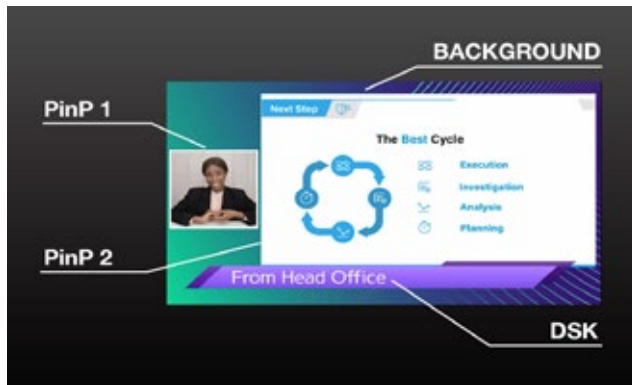 BACKGROUND
PinP 1
Next Step
The Best Cycle
Execution
Investigation
Analysis
Planning
PinP 2
From Head Office
DSK